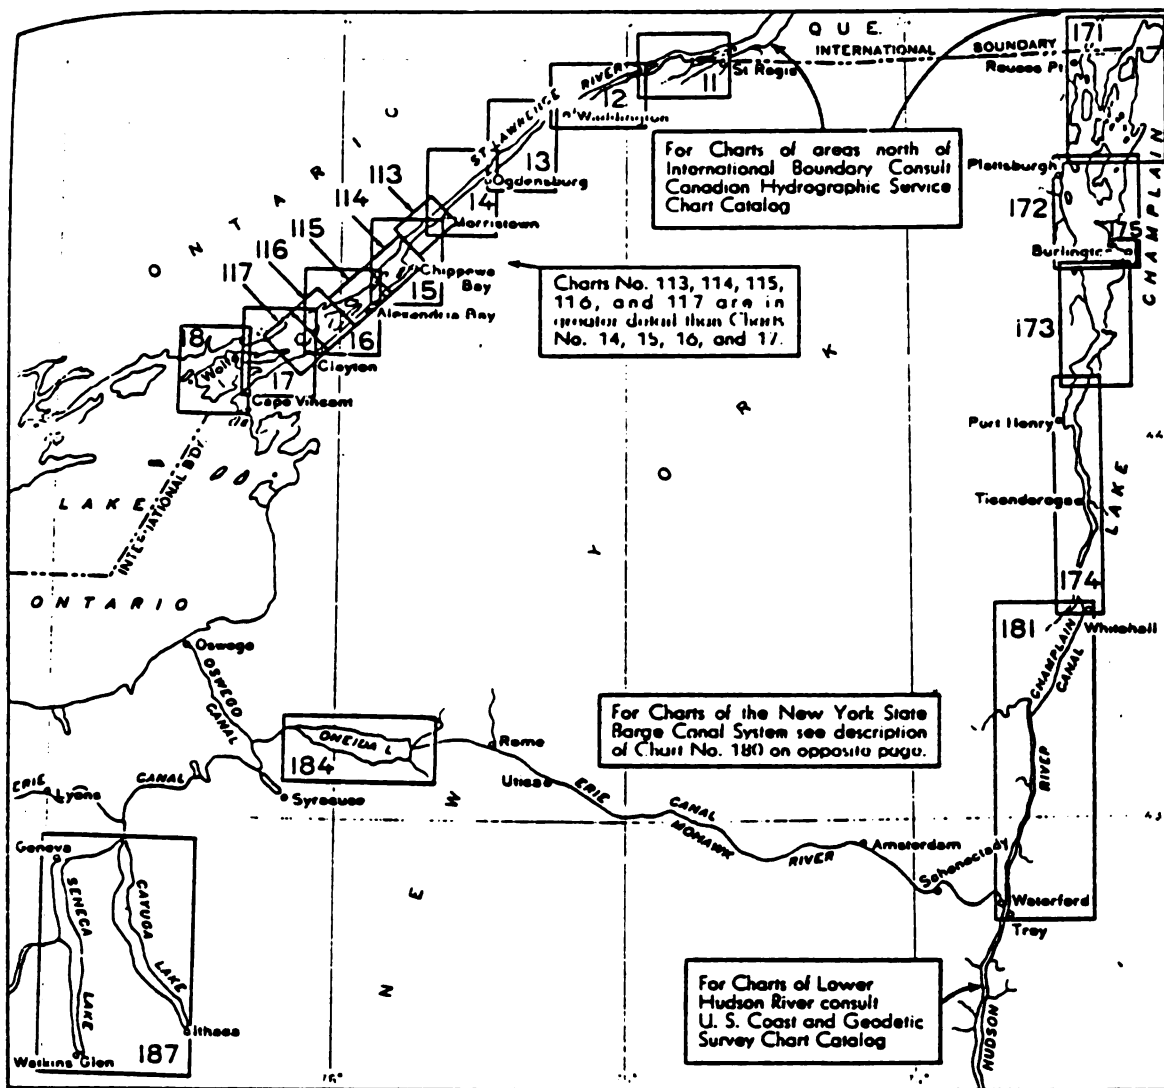 QUE.
INTERNATIONAL BOUNDARY
171
Rouses Pt
St Regis
11
12
Waddington
ST LAWRENCE RIVER
13
Ogdensburg
14
Morristown
ONTARIO
113
114
115
116
117
For Charts of areas north of
International Boundary Consult
Canadian Hydrographic Service
Chart Catalog
Plattsburgh
172
175
Burlington
LAKE CHAMPLAIN
Chippewa
Bay
15
Alexandria Bay
16
Clayton
18
Wolfe
I
17
Cape Vincent
Charts No. 113, 114, 115,
116, and 117 are in
greater detail than Charts
No. 14, 15, 16, and 17.
173
Port Henry
44
Ticonderoga
174
LAKE
ONTARIO
INTERNATIONAL BDY.
NEW YORK
181
Whitehall
CHAMPLAIN
CANAL
Oswego
OSWEGO
CANAL
184
ONEIDA L
Rome
For Charts of the New York State
Barge Canal System see description
of Chart No. 180 on opposite page.
RIVER
ERIE
CANAL
Lyons
Syracuse
Utica
ERIE
CANAL
43
MOHAWK
RIVER
Amsterdam
Schenectady
Waterford
Troy
Geneva
SENECA
LAKE
CAYUGA
LAKE
Ithaca
Watkins Glen
187
For Charts of Lower
Hudson River consult
U. S. Coast and Geodetic
Survey Chart Catalog
HUDSON